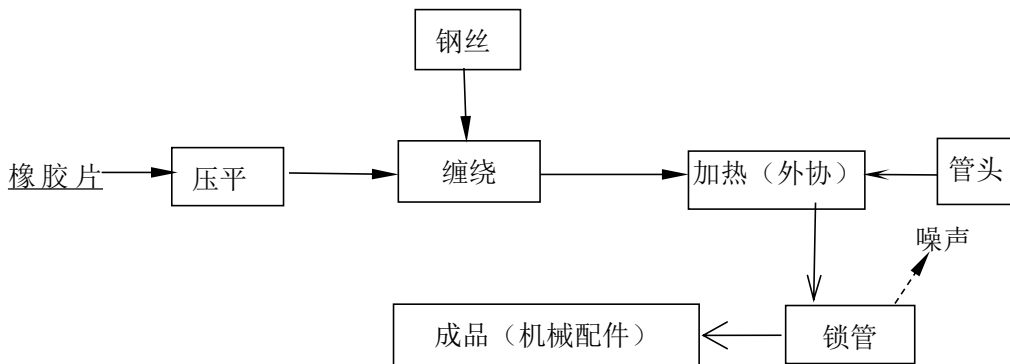 钢丝
橡胶片
压平
缠绕
加热（外协）
管头
噪声
成品（机械配件）
锁管